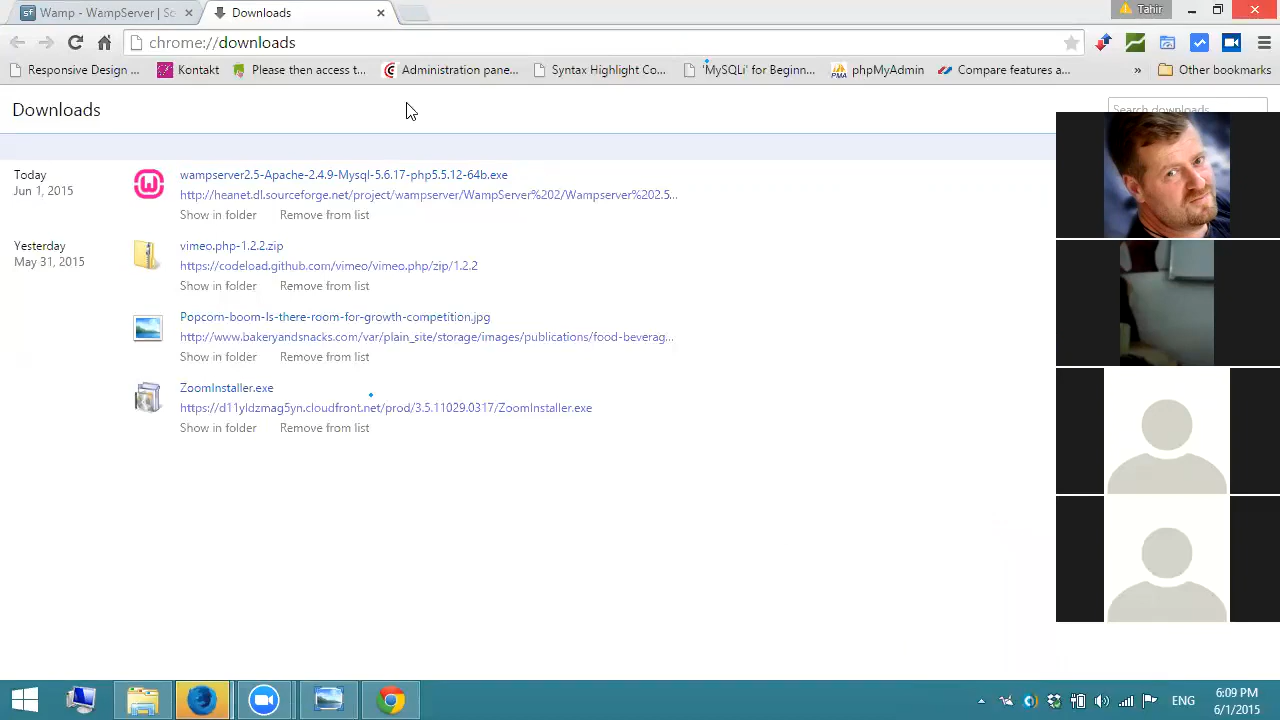 Wamp - WampServer | Sc
Downloads
Tahir
chrome://downloads
Responsive Design ...
Kontakt
Please then access t...
Administration pane...
Syntax Highlight Co...
'MySQLi' for Beginn...
phpMyAdmin
Compare features a...
»
Other bookmarks
Downloads
Search downloads
Today
Jun 1, 2015
wampserver2.5-Apache-2.4.9-Mysql-5.6.17-php5.5.12-64b.exe
http://heanet.dl.sourceforge.net/project/wampserver/WampServer%202/Wampserver%202.5...
Show in folder Remove from list
Yesterday
May 31, 2015
vimeo.php-1.2.2.zip
https://codeload.github.com/vimeo/vimeo.php/zip/1.2.2
Show in folder Remove from list
Popcorn-boom-Is-there-room-for-growth-competition.jpg
http://www.bakeryandsnacks.com/var/plain_site/storage/images/publications/food-beverag...
Show in folder Remove from list
ZoomInstaller.exe
https://d11yldzmag5yn.cloudfront.net/prod/3.5.11029.0317/ZoomInstaller.exe
Show in folder Remove from list
ENG
6:09 PM
6/1/2015